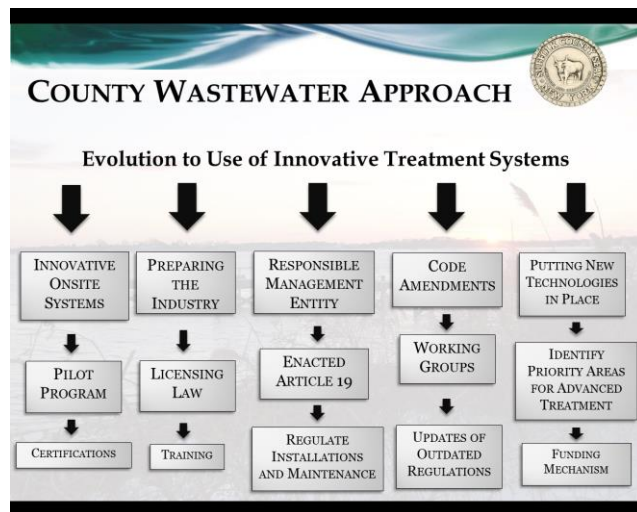 COUNTY WASTEWATER APPROACH
Evolution to Use of Innovative Treatment Systems
INNOVATIVE
ONSITE
SYSTEMS
PILOT
PROGRAM
CERTIFICATIONS
PREPARING
THE
INDUSTRY
LICENSING
LAW
TRAINING
RESPONSIBLE
MANAGEMENT
ENTITY
ENACTED
ARTICLE 19
REGULATE
INSTALLATIONS
AND MAINTENANCE
CODE
AMENDMENTS
WORKING
GROUPS
UPDATES OF
OUTDATED
REGULATIONS
PUTTING NEW
TECHNOLOGIES
IN PLACE
IDENTIFY
PRIORITY AREAS
FOR ADVANCED
TREATMENT
FUNDING
MECHANISM